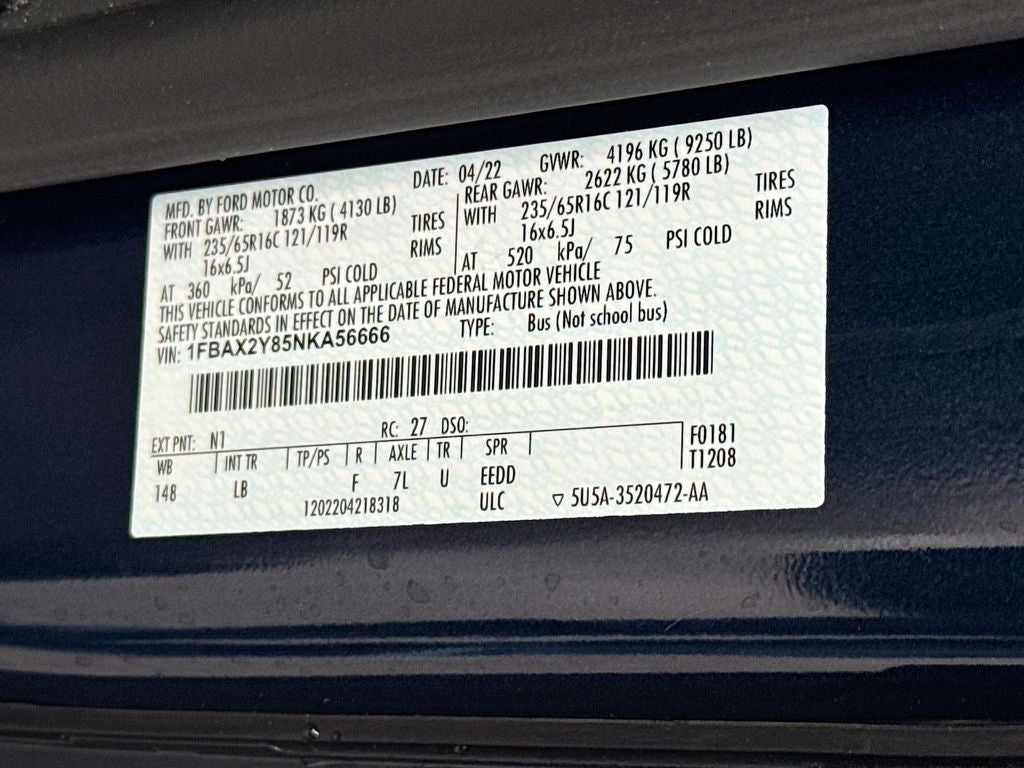 MFD. BY FORD MOTOR CO. DATE: 04/22 GVWR: 4196 KG ( 9250 LB)
FRONT GAWR: 1873 KG ( 4130 LB) REAR GAWR: 2622 KG ( 5780 LB)
WITH 235/65R16C 121/119R TIRES WITH 235/65R16C 121/119R TIRES
16x6.5J RIMS 16x6.5J RIMS
AT 360 kPa/ 52 PSI COLD AT 520 kPa/ 75 PSI COLD
THIS VEHICLE CONFORMS TO ALL APPLICABLE FEDERAL MOTOR VEHICLE
SAFETY STANDARDS IN EFFECT ON THE DATE OF MANUFACTURE SHOWN ABOVE.
VIN: 1FBAX2Y85NKA56666 TYPE: Bus (Not school bus)
EXT PNT: N1 RC: 27 DSO:
WB INT TR TP/PS R AXLE TR SPR F0181
148 LB F 7L U EEDD T1208
1202204218318 ULC ▽ 5U5A-3520472-AA